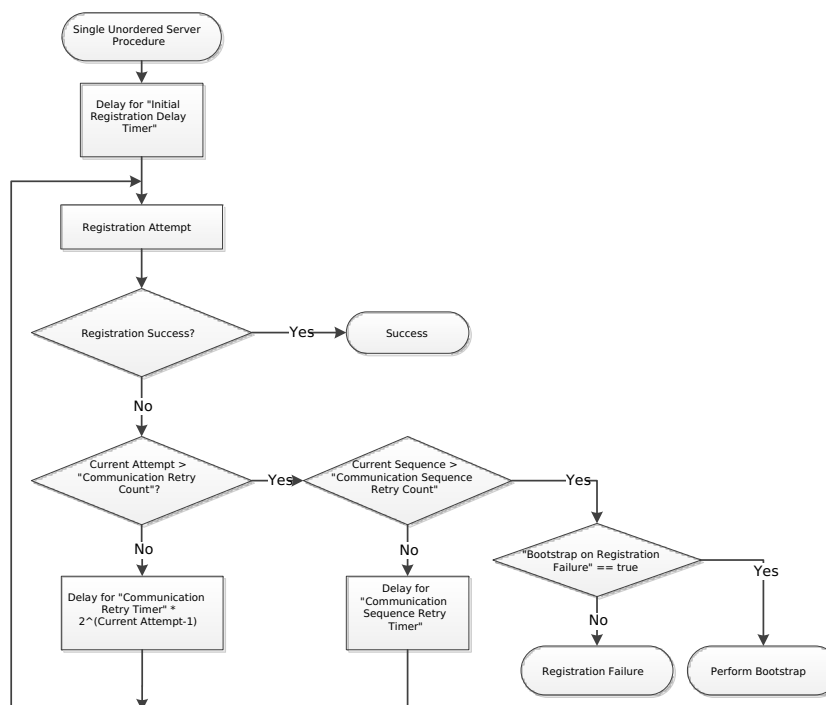 Single Unordered Server
Procedure
Delay for "Initial
Registration Delay
Timer"
Registration Attempt
Registration Success?
Yes
Success
No
Current Attempt >
"Communication Retry
Count"?
Yes
Current Sequence >
"Communication Sequence
Retry Count"
Yes
No
No
"Bootstrap on Registration
Failure" == true
Yes
Delay for "Communication
Retry Timer" *
2^(Current Attempt-1)
Delay for
"Communication
Sequence Retry
Timer"
No
Registration Failure
Perform Bootstrap